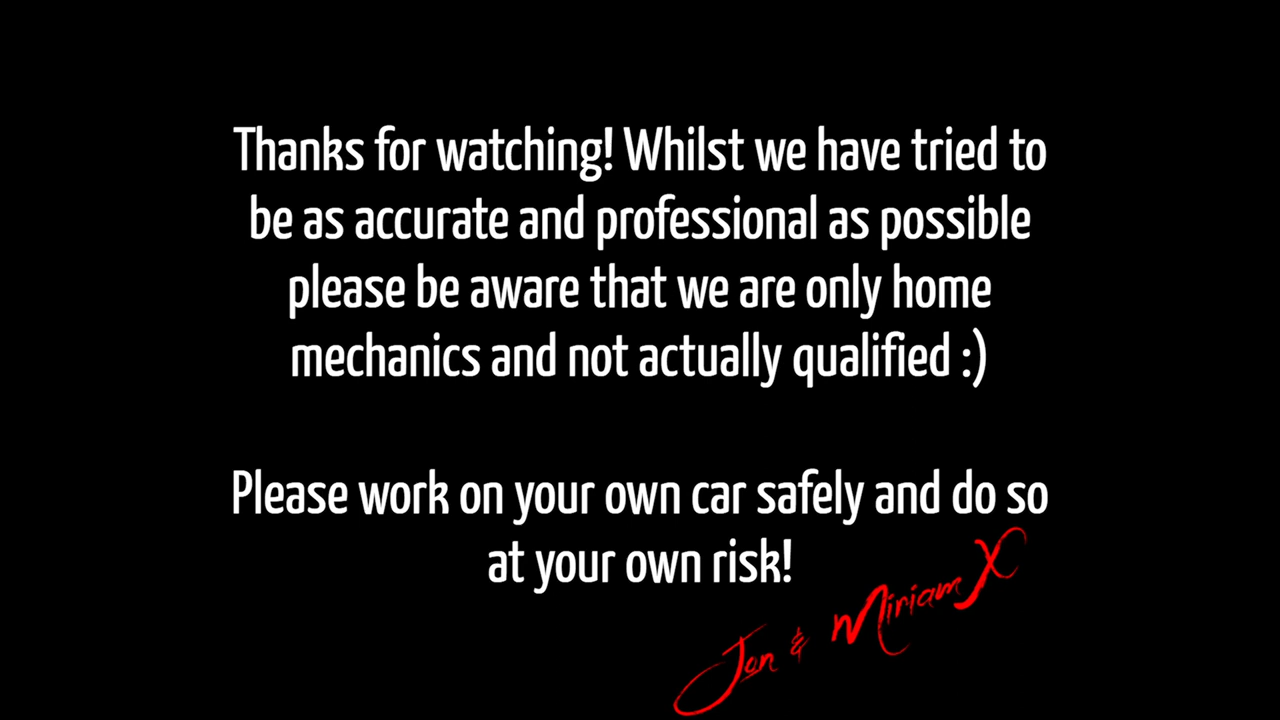 Thanks for watching! Whilst we have tried to
be as accurate and professional as possible
please be aware that we are only home
mechanics and not actually qualified :)
Please work on your own car safely and do so
at your own risk!
Jon & Miriam X